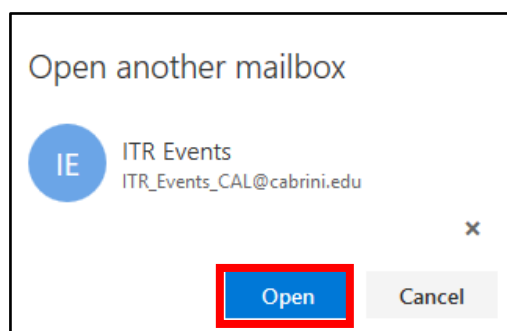 Open another mailbox
IE
ITR Events
ITR_Events_CAL@cabrini.edu
Open
Cancel